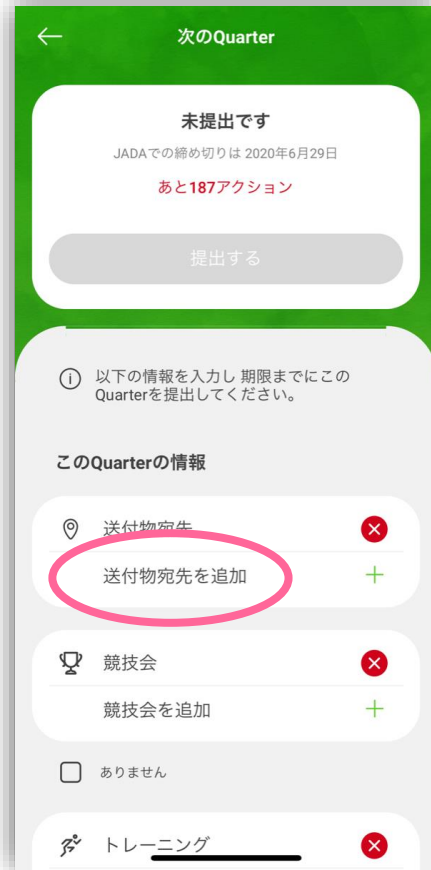 次のQuarter
未提出です
JADAでの締め切りは 2020年6月29日
あと187アクション
提出する
以下の情報を入力し 期限までにこの
Quarterを提出してください。
このQuarterの情報
送付物宛先
送付物宛先を追加
競技会
競技会を追加
ありません
トレーニング